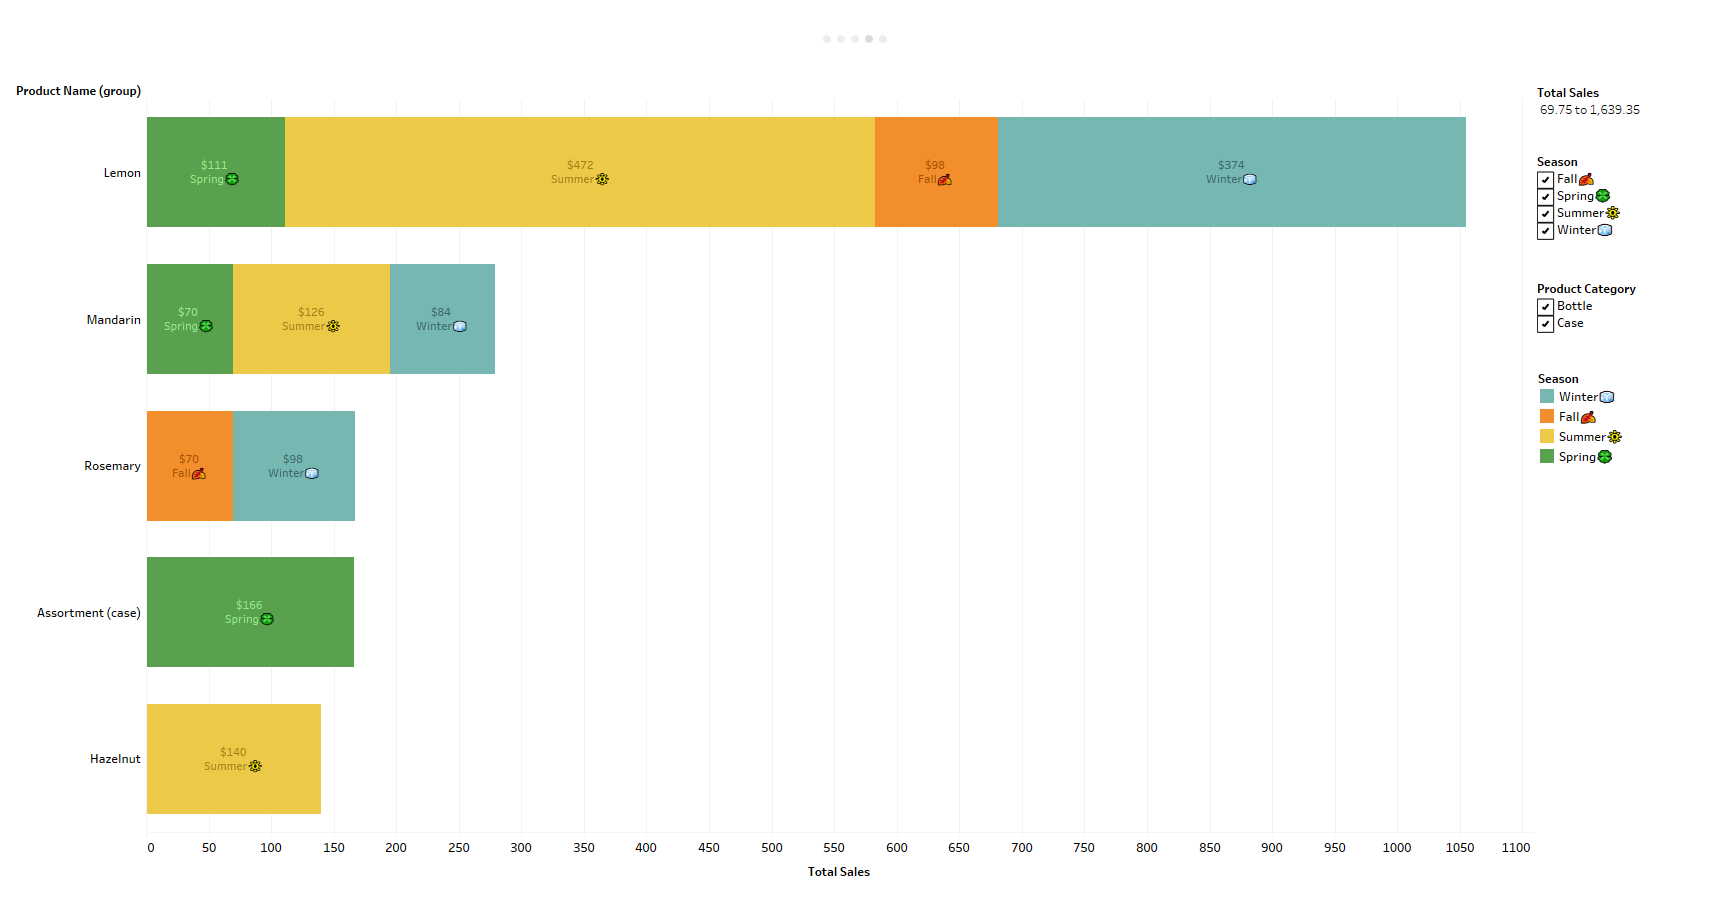 Product Name (group)
Lemon
$111
Spring
$472
Summer
$98
Fall
$374
Winter
Mandarin
$70
Spring
$126
Summer
$84
Winter
Rosemary
$70
Fall
$98
Winter
Assortment (case)
$166
Spring
Hazelnut
$140
Summer
0 50 100 150 200 250 300 350 400 450 500 550 600 650 700 750 800 850 900 950 1000 1050 1100
Total Sales
Total Sales
69.75 to 1,639.35
Season
Fall
Spring
Summer
Winter
Product Category
Bottle
Case
Season
Winter
Fall
Summer
Spring